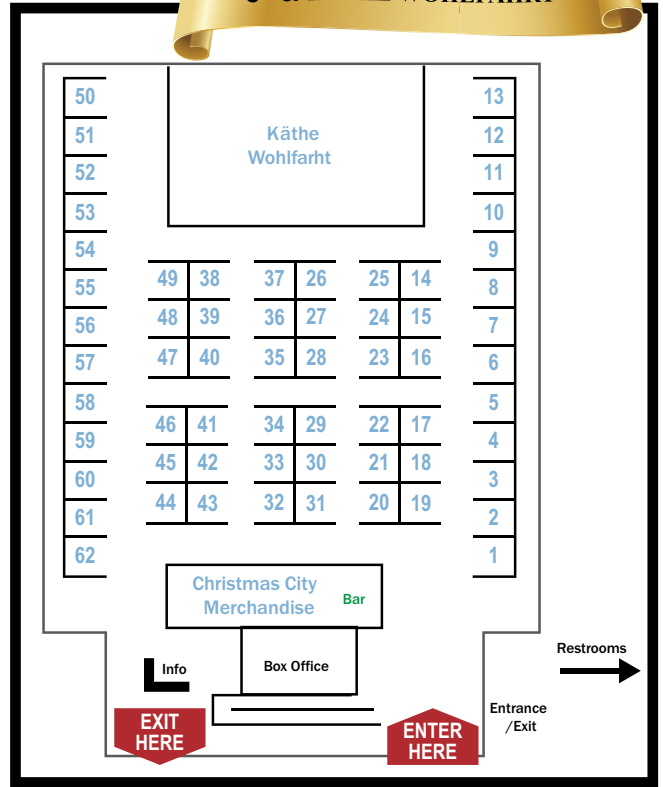 WOHLFAHRT
50
13
51
12
Käthe
Wohlfarht
52
11
53
10
54
9
49 38 37 26 25 14
55
8
48 39 36 27 24 15
56
7
47 40 35 28 23 16
57
6
58
5
46 41 34 29 22 17
59
4
45 42 33 30 21 18
60
3
44 43 32 31 20 19
61
2
62
1
Christmas City
Merchandise
Bar
Info
Box Office
Restrooms
Entrance
/Exit
EXIT
HERE
ENTER
HERE